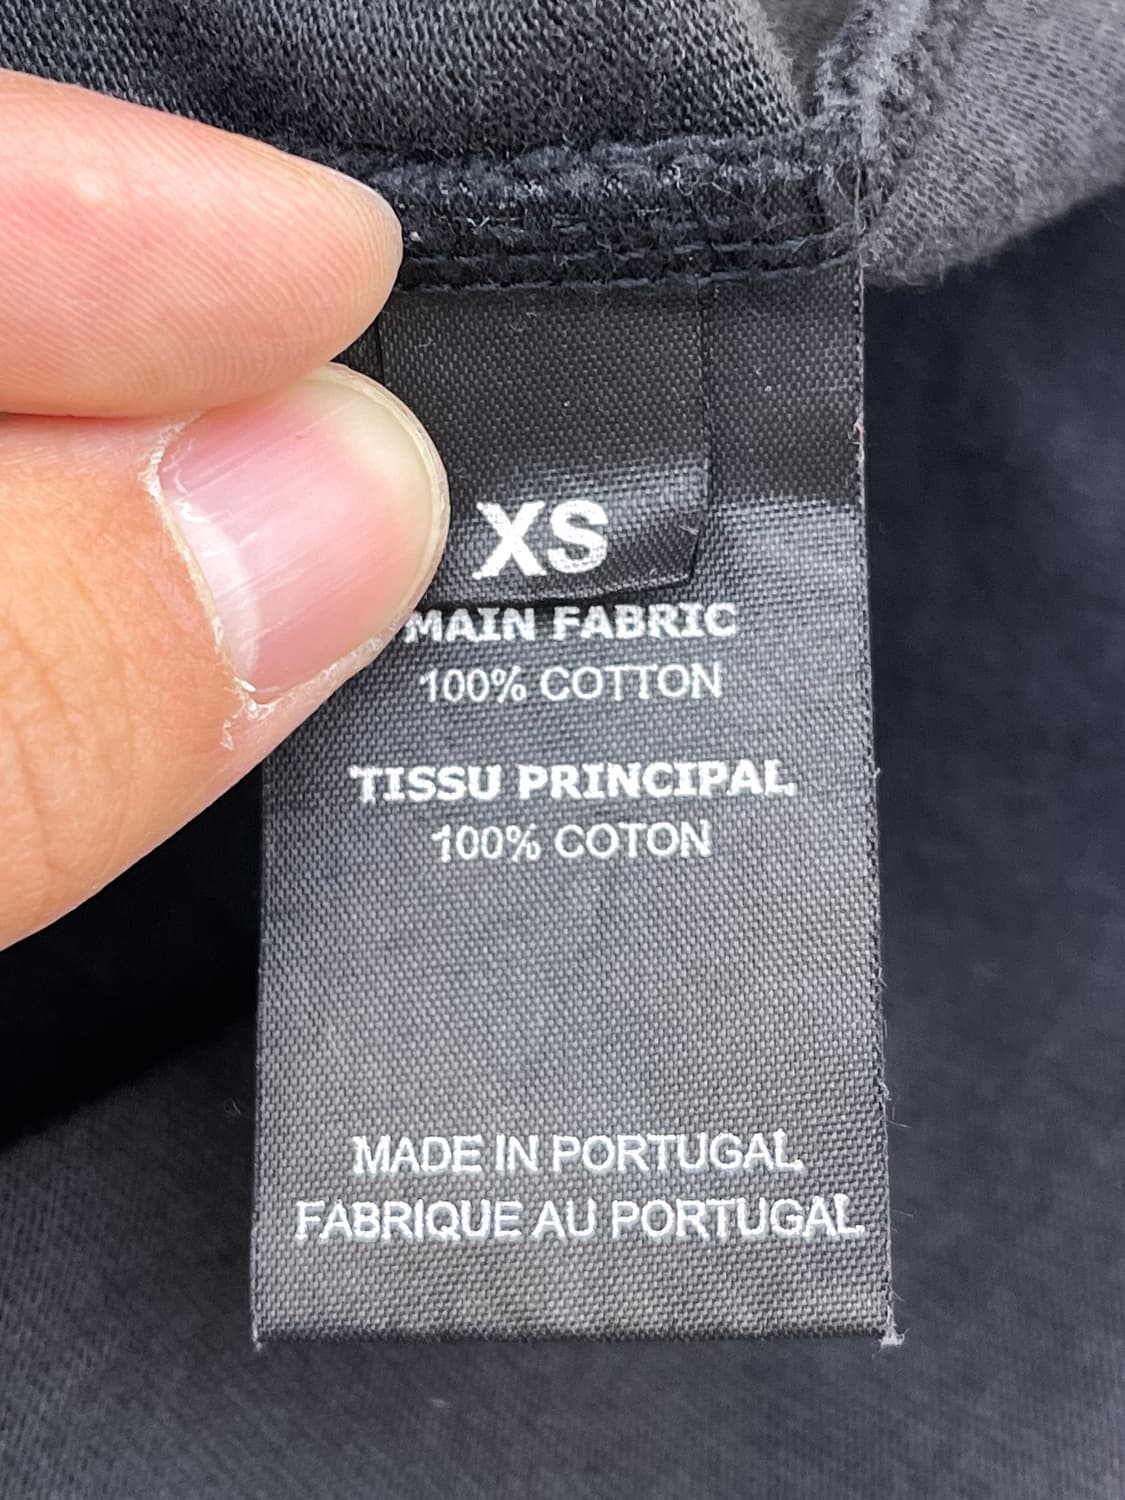 XS
MAIN FABRIC
100% COTTON
TISSU PRINCIPAL
100% COTON
MADE IN PORTUGAL
FABRIQUE AU PORTUGAL